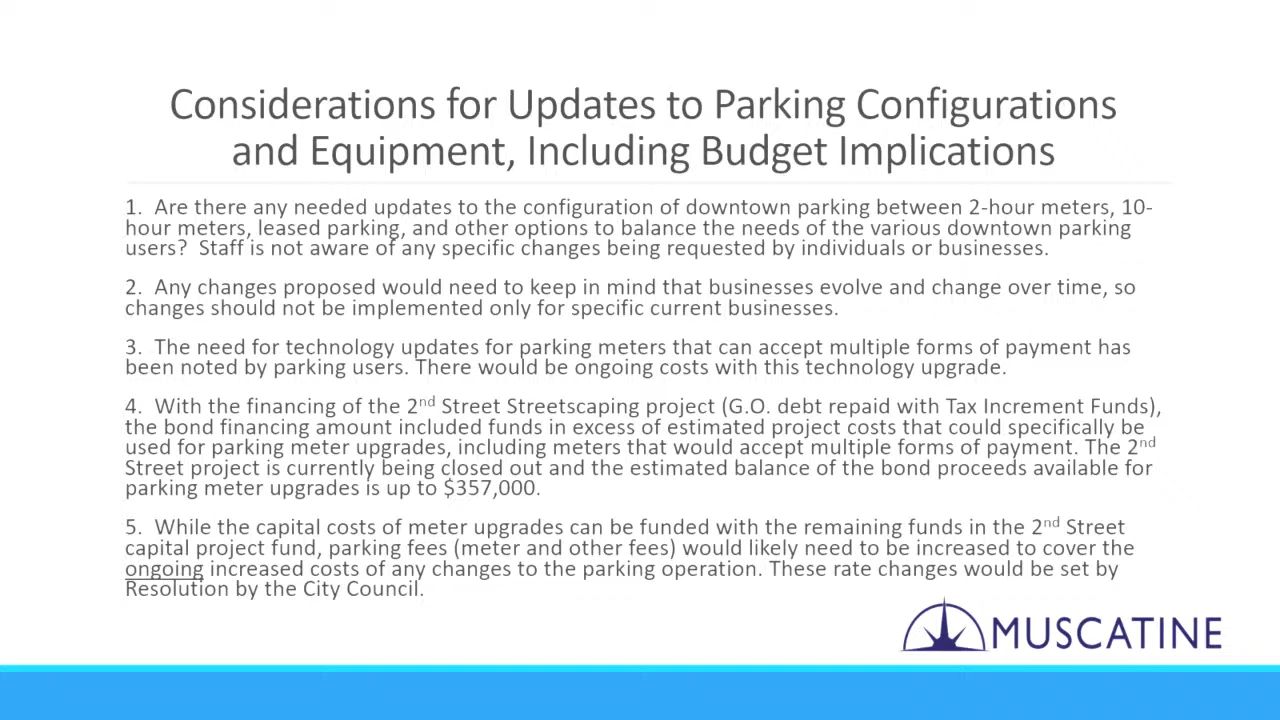 Considerations for Updates to Parking Configurations
and Equipment, Including Budget Implications
1. Are there any needed updates to the configuration of downtown parking between 2-hour meters, 10-
hour meters, leased parking, and other options to balance the needs of the various downtown parking
users? Staff is not aware of any specific changes being requested by individuals or businesses.
2. Any changes proposed would need to keep in mind that businesses evolve and change over time, so
changes should not be implemented only for specific current businesses.
3. The need for technology updates for parking meters that can accept multiple forms of payment has
been noted by parking users. There would be ongoing costs with this technology upgrade.
4. With the financing of the 2nd Street Streetscaping project (G.O. debt repaid with Tax Increment Funds),
the bond financing amount included funds in excess of estimated project costs that could specifically be
used for parking meter upgrades, including meters that would accept multiple forms of payment. The 2nd
Street project is currently being closed out and the estimated balance of the bond proceeds available for
parking meter upgrades is up to $357,000.
5. While the capital costs of meter upgrades can be funded with the remaining funds in the 2nd Street
capital project fund, parking fees (meter and other fees) would likely need to be increased to cover the
ongoing increased costs of any changes to the parking operation. These rate changes would be set by
Resolution by the City Council.
MUSCATINE